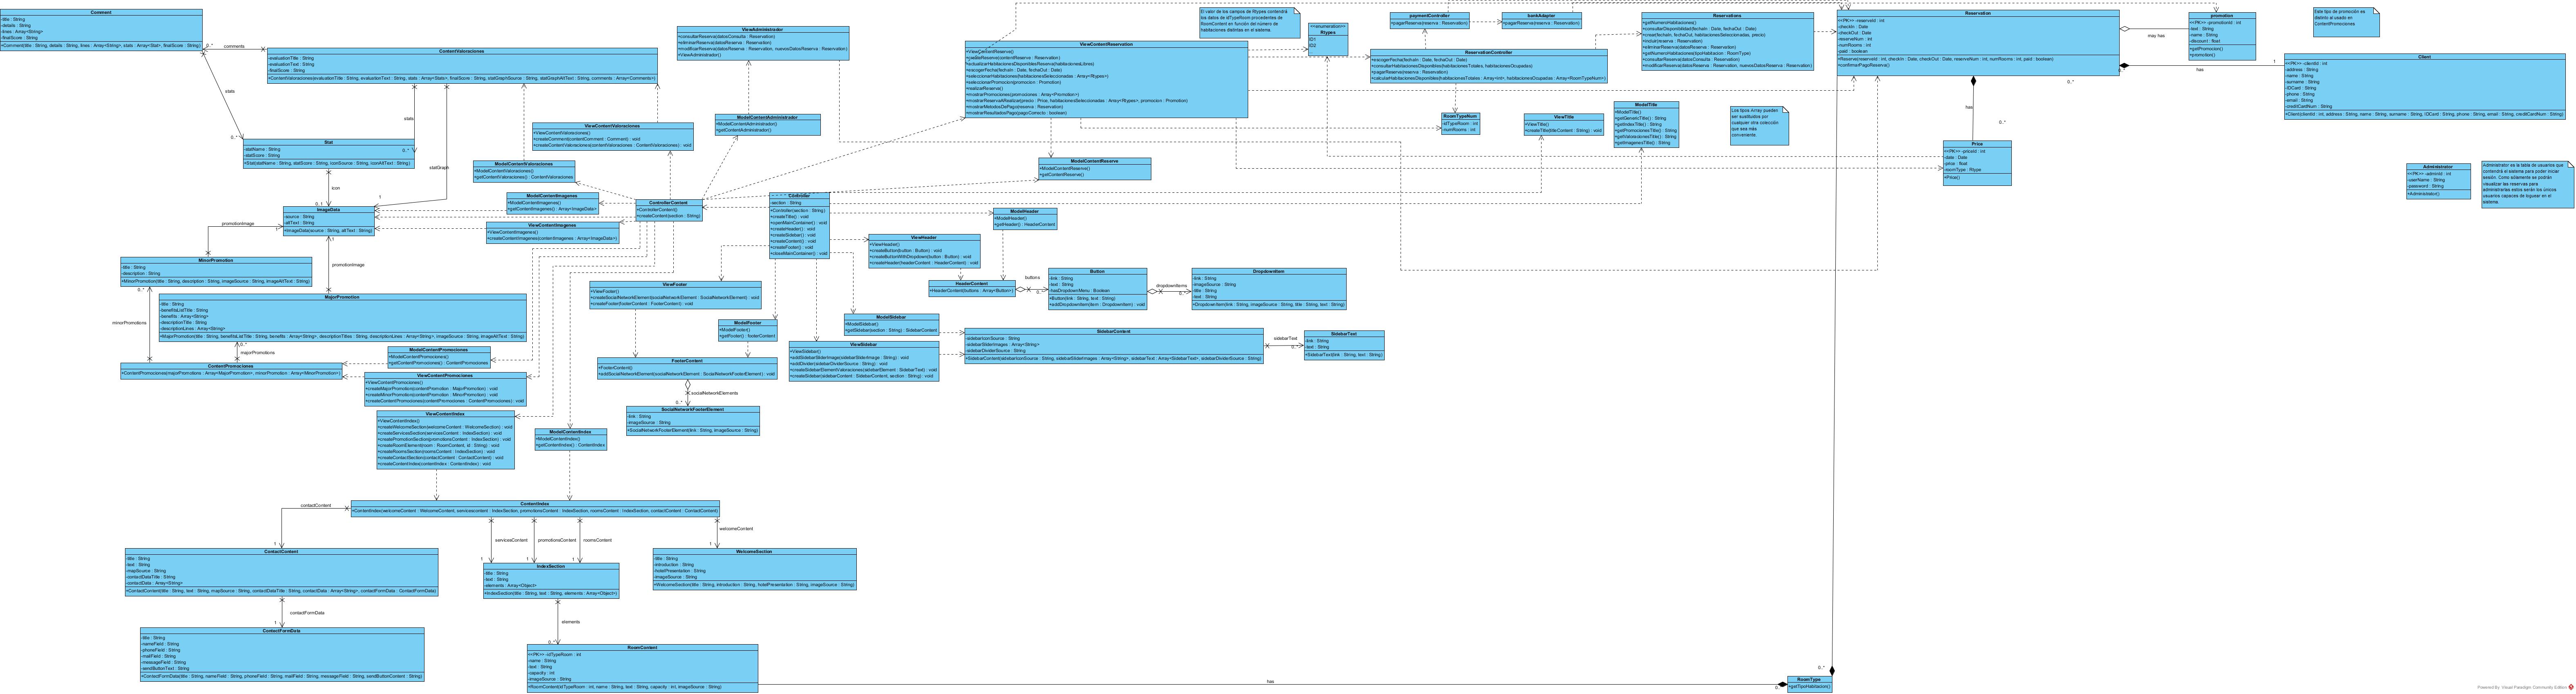 Comment
-title : String
-details : String
-lines : Array<String>
-finalScore : String
+Comment(title : String, details : String, lines : Array<String>, stats : Array<Stat>, finalScore : String)
0..*
comments
ContentValoraciones
-evaluationTitle : String
-evaluationText : String
-finalScore : String
+ContentValoraciones(evaluationTitle : String, evaluationText : String, stats : Array<Stat>, finalScore : String, statGraphSource : String, statGraphAltText : String, comments : Array<Comments>)
stats
0..*
stats
0..*
statGraph
1
Stat
-statName : String
-statScore : String
+Stat(statName : String, statScore : String, iconSource : String, iconAltText : String)
icon
0..1
ImageData
-source : String
-altText : String
+ImageData(source : String, altText : String)
promotionImage
1
promotionImage
1
MinorPromotion
-title : String
-description : String
+MinorPromotion(title : String, description : String, imageSource : String, imageAltText : String)
0..*
minorPromotions
MajorPromotion
-title : String
-benefitsListTitle : String
-benefits : Array<String>
-descriptionTitle : String
-descriptionLines : Array<String>
+MajorPromotion(title : String, benefitsListTitle : String, benefits : Array<String>, descriptionTitles : String, descriptionLines : Array<String>, imageSource : String, imageAltText : String)
0..*
majorPromotions
ContentPromociones
+ContentPromociones(majorPromotions : Array<MajorPromotion>, minorPromotion : Array<MinorPromotion>)
ModelContentPromociones
+ModelContentPromociones()
+getContentPromociones() : ContentPromociones
ViewContentPromociones
+ViewContentPromociones()
+createMajorPromotion(contentPromotion : MajorPromotion) : void
+createMinorPromotion(contentPromotion : MinorPromotion) : void
+createContentPromociones(contentPromociones : ContentPromociones) : void
ViewContentIndex
+ViewContentIndex()
+createWelcomeSection(welcomeContent : WelcomeSection) : void
+createServicesSection(servicesContent : IndexSection) : void
+createPromotionSection(promotionsContent : IndexSection) : void
+createRoomElement(room : RoomContent, id : String) : void
+createRoomsSection(roomsContent : IndexSection) : void
+createContactSection(contactContent : ContactContent) : void
+createContentIndex(contentIndex : ContentIndex) : void
ModelContentIndex
+ModelContentIndex()
+getContentIndex() : ContentIndex
ContentIndex
+ContentIndex(welcomeContent : WelcomeContent, servicescontent : IndexSection, promotionsContent : IndexSection, roomsContent : IndexSection, contactContent : ContactContent)
contactContent
1
servicesContent
1
promotionsContent
1
roomsContent
1
welcomeContent
1
ContactContent
-title : String
-text : String
-mapSource : String
-contactDataTitle : String
-contactData : Array<String>
+ContactContent(title : String, text : String, mapSource : String, contactDataTitle : String, contactData : Array<String>, contactFormData : ContactFormData)
contactFormData
1
ContactFormData
-title : String
-nameField : String
-phoneField : String
-mailField : String
-messageField : String
-sendButtonText : String
+ContactFormData(title : String, nameField : String, phoneField : String, mailField : String, messageField : String, sendButtonContent : String)
IndexSection
-title : String
-text : String
-elements : Array<Object>
+IndexSection(title : String, text : String, elements : Array<Object>)
elements
0..*
WelcomeSection
-title : String
-introduction : String
-hotelPresentation : String
-imageSource : String
+WelcomeSection(title : String, introduction : String, hotelPresentation : String, imageSource : String)
RoomContent
<<PK>> -idTypeRoom : int
-name : String
-text : String
-capacity : int
-imageSource : String
+RoomContent(idTypeRoom : int, name : String, text : String, capacity : int, imageSource : String)
has
0..*
RoomType
+getTipoHabitacion()
0..*
ViewContentValoraciones
+ViewContentValoraciones()
+createComment(contentComment : Comment) : void
+createContentValoraciones(contentValoraciones : ContentValoraciones) : void
ModelContentValoraciones
+ModelContentValoraciones()
+getContentValoraciones() : ContentValoraciones
ModelContentImagenes
+ModelContentImagenes()
+getContentImagenes() : Array<ImageData>
ViewContentImagenes
+ViewContentImagenes()
+createContentImagenes(contentImagenes : Array<ImageData>)
ControllerContent
+ControllerContent()
+createContent(section : String)
ViewAdministrador
+consultarReserva(datosConsulta : Reservation)
+eliminarReserva(datosReserva : Reservation)
+modificarReserva(datosReserva : Reservation, nuevosDatosReserva : Reservation)
+ViewAdministrador()
ModelContentAdministrador
+ModelContentAdministrador()
+getContentAdministrador()
Controller
-section : String
+Controller(section : String)
+createTitle() : void
+openMainContainer() : void
+createHeader() : void
+createSidebar() : void
+createContent() : void
+createFooter() : void
+closeMainContainer() : void
ViewFooter
+ViewFooter()
+createSocialNetworkElement(socialNetworkElement : SocialNetworkElement) : void
+createFooter(footerContent : FooterContent) : void
ModelFooter
+ModelFooter()
+getFooter() : footerContent
FooterContent
+FooterContent()
+addSocialNetworkElement(socialNetworkElement : SocialNetworkFooterElement) : void
socialNetworkElements
0..*
SocialNetworkFooterElement
-link : String
-imageSource : String
+SocialNetworkFooterElement(link : String, imageSource : String)
ViewHeader
+ViewHeader()
+createButton(button : Button) : void
+createButtonWithDropdown(button : Button) : void
+createHeader(headerContent : HeaderContent) : void
ModelHeader
+ModelHeader()
+getHeader() : HeaderContent
HeaderContent
+HeaderContent(buttons : Array<Button>)
buttons
0..*
Button
-link : String
-text : String
-hasDropdownMenu : Boolean
+Button(link : String, text : String)
+addDropdownItem(item : DropdownItem) : void
dropdownItems
0..*
DropdownItem
-link : String
-imageSource : String
-title : String
-text : String
+DropdownItem(link : String, imageSource : String, title : String, text : String)
ModelSidebar
+ModelSidebar()
+getSidebar(section : String) : SidebarContent
ViewSidebar
+ViewSidebar()
+addSidebarSliderImage(sidebarSliderImage : String) : void
+addDivider(sidebarDividerSource : String) : void
+createSidebarElementValoraciones(sidebarElement : SidebarText) : void
+createSidebar(sidebarContent : SidebarContent, section : String) : void
SidebarContent
-sidebarIconSource : String
-sidebarSliderImages : Array<String>
-sidebarDividerSource : String
+SidebarContent(sidebarIconSource : String, sidebarSliderImages : Array<String>, sidebarText : Array<SidebarText>, sidebarDividerSource : String)
sidebarText
0..*
SidebarText
-link : String
-text : String
+SidebarText(link : String, text : String)
ViewContentReservation
+ViewContentReserve()
+getSiteReserve(contentReserve : Reservation)
+actualizarHabitacionesDisponiblesReserva(habitacionesLibres)
+escogerFecha(fechaIn : Date, fechaOut : Date)
+seleccionarHabitaciones(habitacionesSeleccionadas : Array<Rtypes>)
+seleccionarPromocion(promocion : Promotion)
+realizarReserva()
+mostrarPromociones(promociones : Array<Promotion>)
+mostrarReservaARealizar(precio : Price, habitacionesSeleccionadas : Array<Rtypes>, promocion : Promotion)
+mostrarMetodosDePago(reserva : Reservation)
+mostrarResultadosPago(pagoCorrecto : boolean)
ModelContentReserve
+ModelContentReserve()
+getContentReserve()
El valor de los campos de Rtypes contendrá
los datos de idTypeRoom procedentes de
RoomContent en función del numero de
habitaciones distintas en el sistema.
<<enumeration>>
Rtypes
ID1
ID2
paymentController
+pagarReserva(reserva : Reservation)
bankAdapter
+pagarReserva(reserva : Reservation)
ReservationController
+escogerFecha(fechaIn : Date, fechaOut : Date)
+consultarHabitacionesDisponibles(habitacionesTotales, habitacionesOcupadas)
+pagarReserva(reserva : Reservation)
+calculateHabitacionesDisponibles(habitacionesTotales : Array<Int>, habitacionesOcupadas : Array<RoomTypeNum>)
RoomTypeNum
-idTypeRoom : int
-numRooms : int
ViewTitle
+ViewTitle()
+createTitle(titleContent : String) : void
ModelTitle
+ModelTitle()
+getGenericTitle() : String
+getIndexTitle() : String
+getPromocionesTitle() : String
+getValoracionesTitle() : String
+getImagenesTitle() : String
Los tipos Array pueden
ser sustituidos por
cualquier otra colección
que sea más
conveniente.
Reservations
+getNumeroHabitaciones()
+consultarDisponibilidad(fechaIn : Date, fechaOut : Date)
+crear(fechaIn, fechaOut, habitacionesSeleccionadas, precio)
+incluir(reserva : Reservation)
+eliminarReserva(datosReserva : Reservation)
+getNumeroHabitaciones(tipoHabitacion : RoomType)
+consultarReserva(datosConsulta : Reservation)
+modificarReserva(datosReserva : Reservation, nuevosDatosReserva : Reservation)
Reservation
<<PK>> -reserveId : int
-checkIn : Date
-checkOut : Date
-reserveNum : int
-numRooms : int
-paid : boolean
+Reserve(reserveId : int, checkIn : Date, checkOut : Date, reserveNum : int, numRooms : int, paid : boolean)
+confirmarPagoReserva()
may has
promotion
<<PK>> -promotionId : int
-text : String
-name : String
-discount : float
+getPromocion()
+promotion()
0..*
has
1
0..*
has
0..*
Price
<<PK>> -priceId : int
-date : Date
-price : float
-roomType : Rtype
+Price()
Este tipo de promoción es
distinto al usado en
ContentPromociones
Client
<<PK>> -clientId : int
-address : String
-name : String
-surname : String
-IDCard : String
-phone : String
-email : String
-creditCardNum : String
+Client(clientId : int, address : String, name : String, surname : String, IDCard : String, phone : String, email : String, creditCardNum : String)
Administrator
<<PK>> -adminId : int
-userName : String
-password : String
+Administrator()
Administrator: es la tabla de usuarios que
contendrá el sistema para poder iniciar
sesión. Como sólamente se podrán
visualizar las reservas para
administrarlas estos serán los únicos
usuarios capaces de loguear en el
sistema.
Powered By Visual Paradigm Community Edition